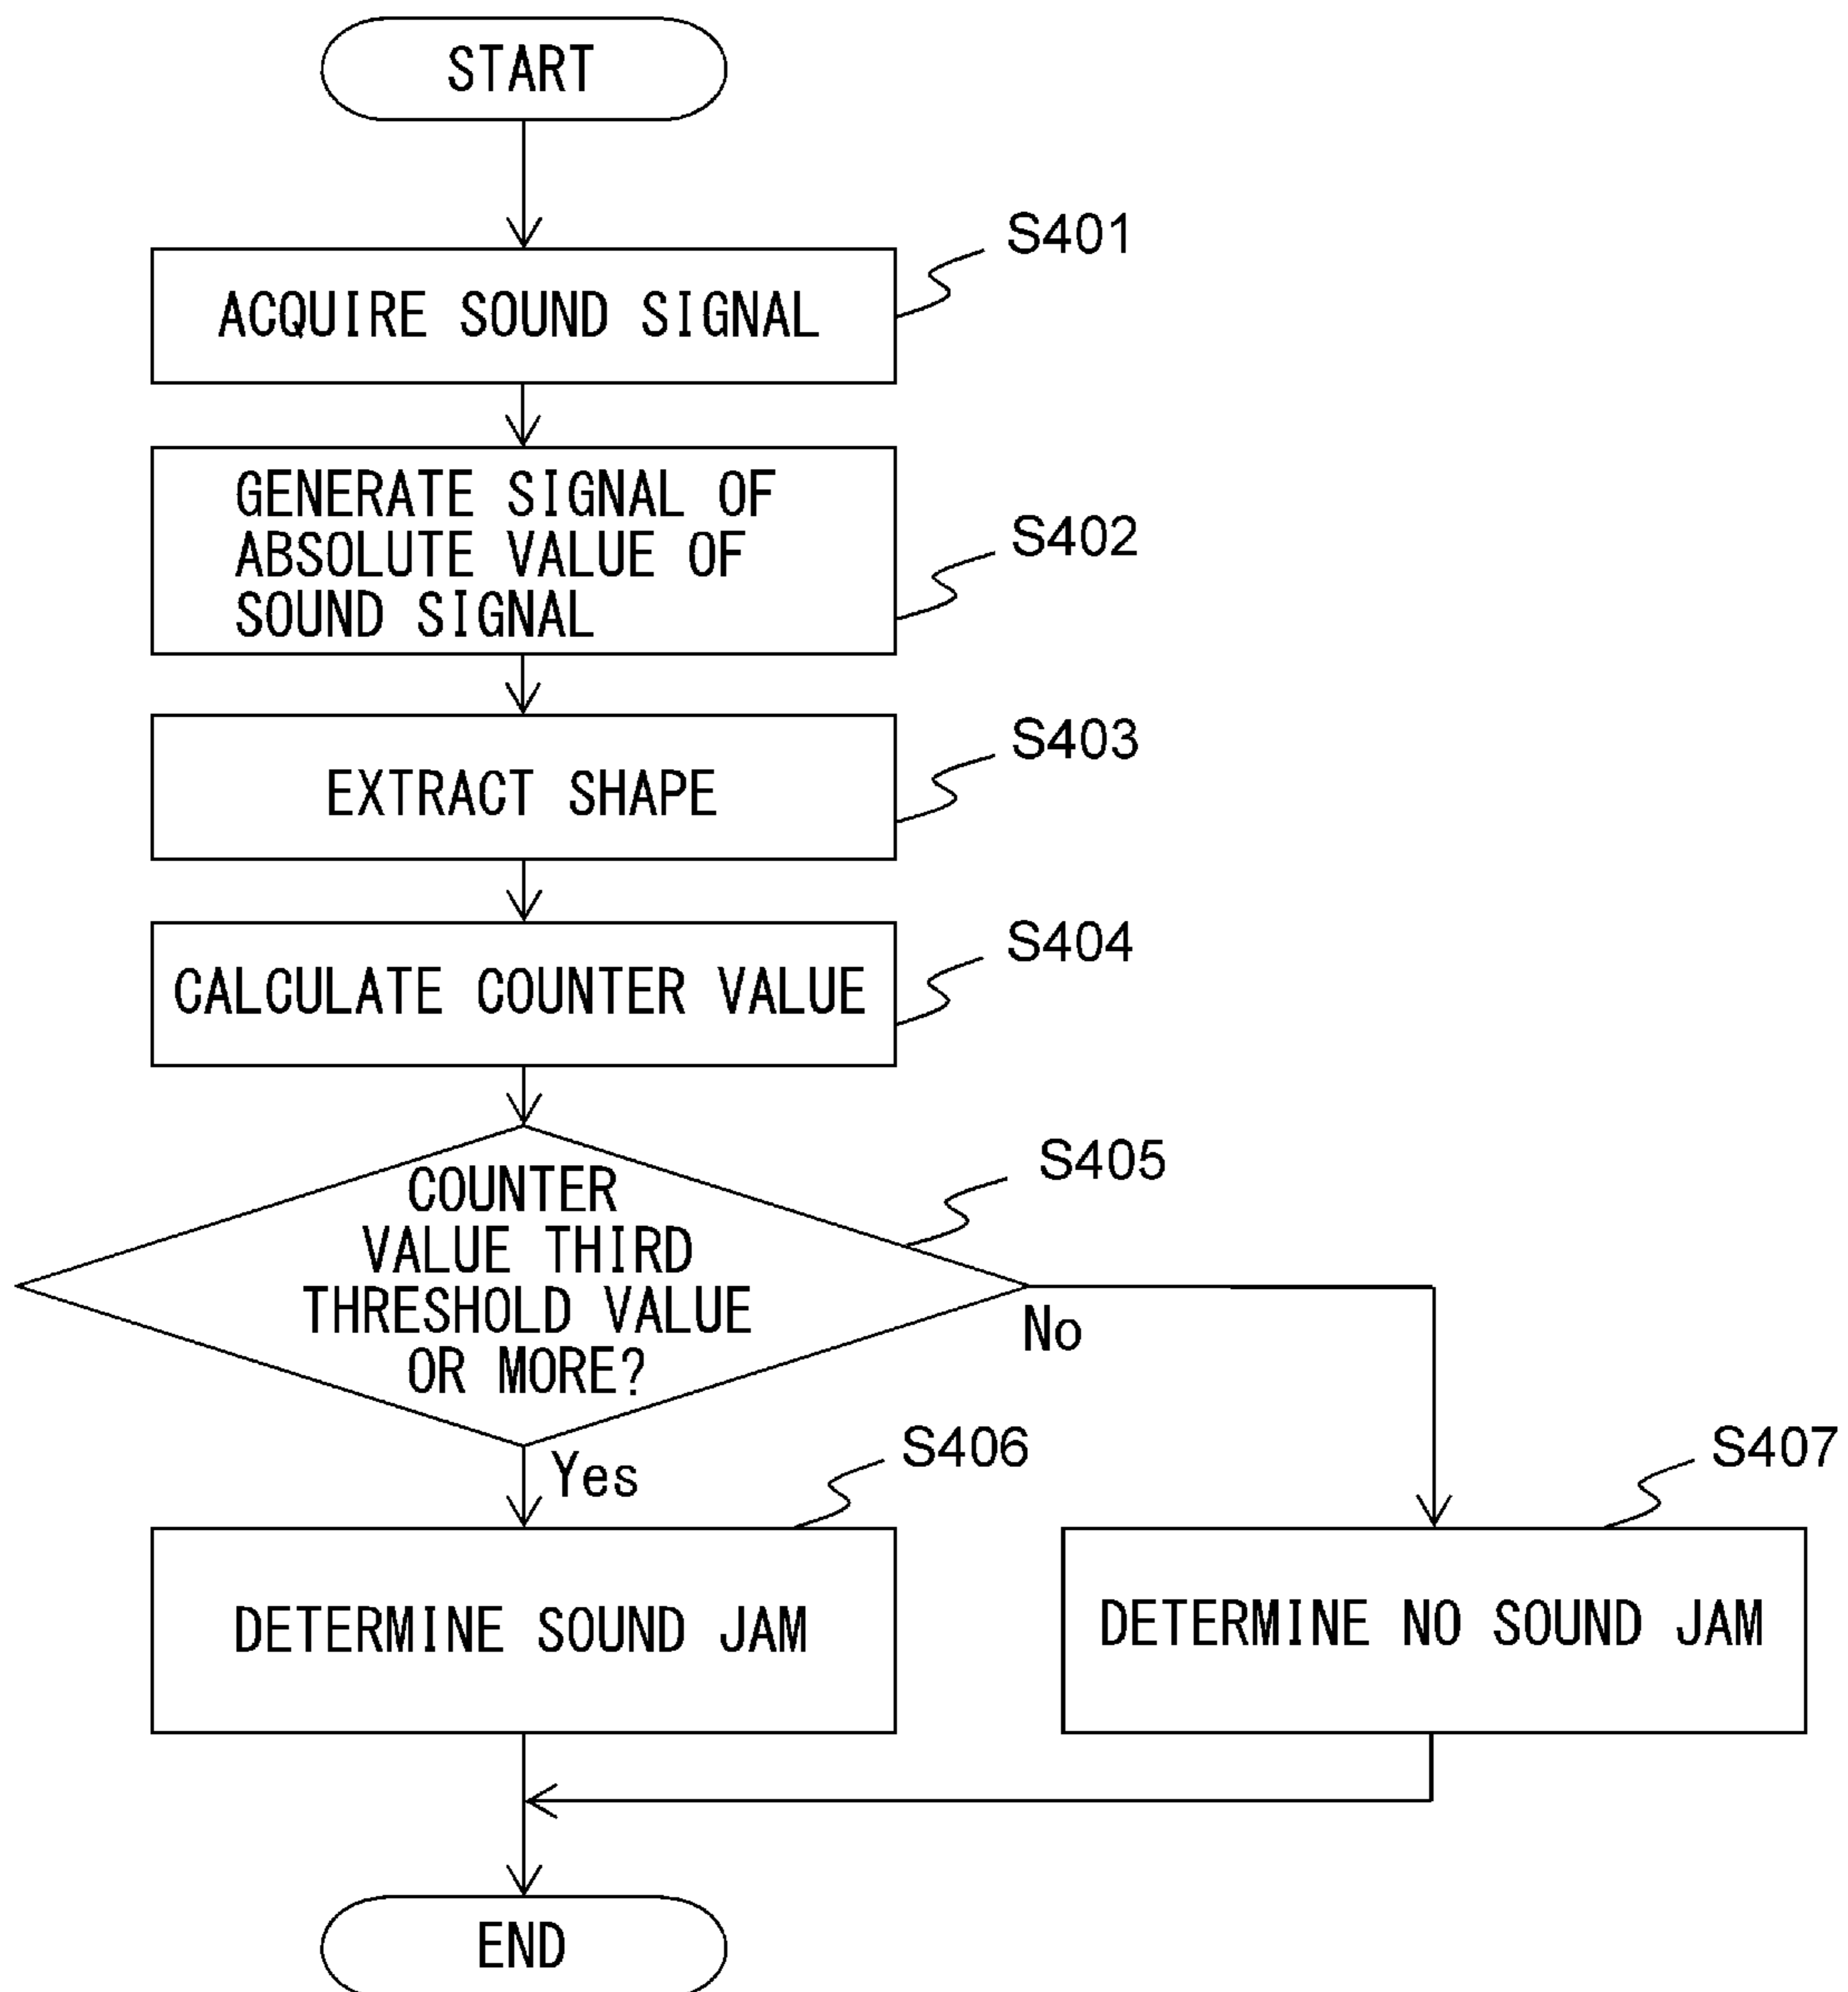 START
S401
ACQUIRE SOUND SIGNAL
GENERATE SIGNAL OF
ABSOLUTE VALUE OF
SOUND SIGNAL
S402
S403
EXTRACT SHAPE
S404
CALCULATE COUNTER VALUE
S405
COUNTER
VALUE THIRD
THRESHOLD VALUE
OR MORE?
No
Yes
S406
S407
DETERMINE SOUND JAM
DETERMINE NO SOUND JAM
END